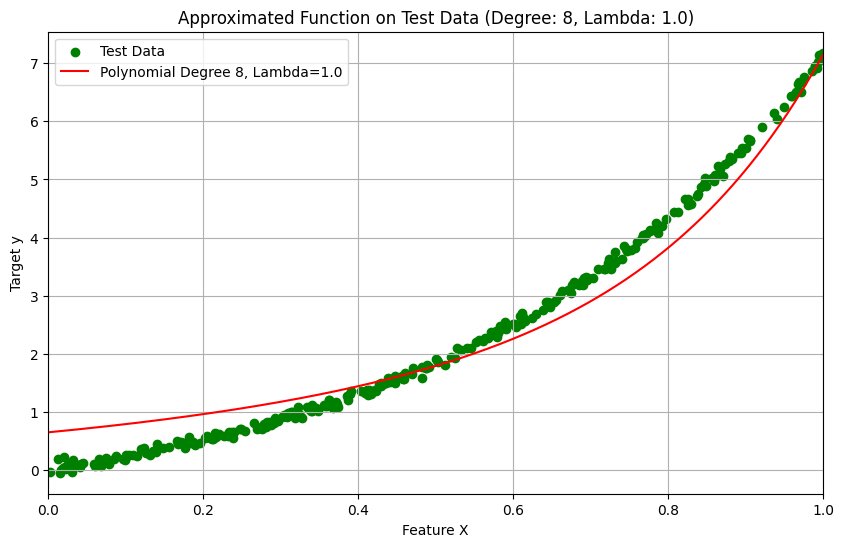 Approximated Function on Test Data (Degree: 8, Lambda: 1.0)
Test Data
Polynomial Degree 8, Lambda=1.0
Target y
7
6
5
4
3
2
1
0
0.0 0.2 0.4 0.6 0.8 1.0
Feature X